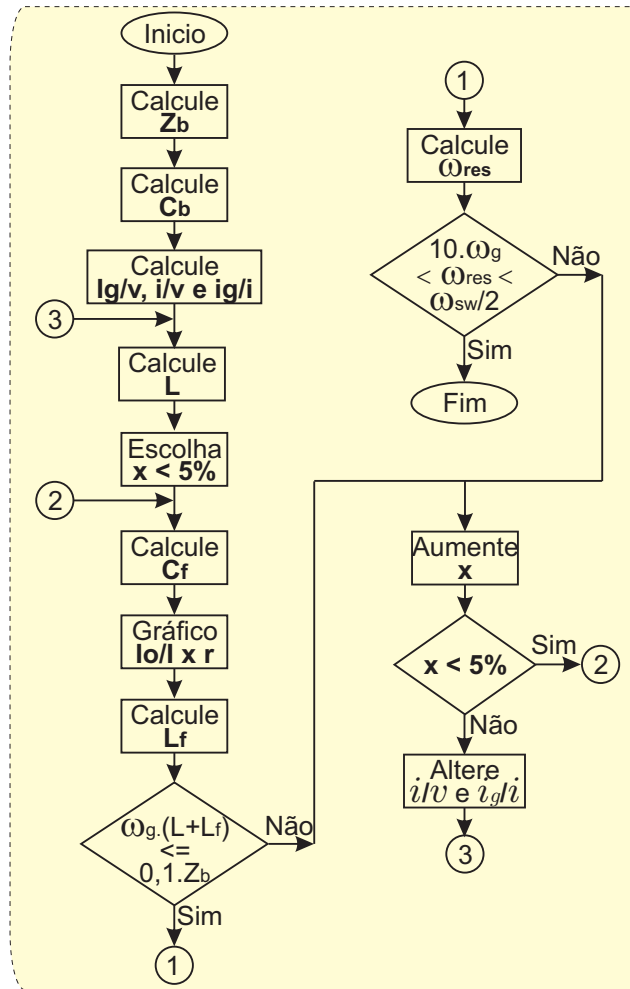 Inicio
Calcule
Zb
Calcule
Cb
Calcule
Ig/v, i/v e ig/i
3
Calcule
L
Escolha
x < 5%
2
Calcule
Cf
Gráfico
Io/I x r
Calcule
Lf
ωg.(L+Lf)
<=
0,1.Zb
Não
Sim
1
1
Calcule
ωres
10.ωg
< ωres <
ωsw/2
Não
Sim
Fim
Aumente
x
x < 5%
Sim
2
Não
Altere
i/v e ig/i
3